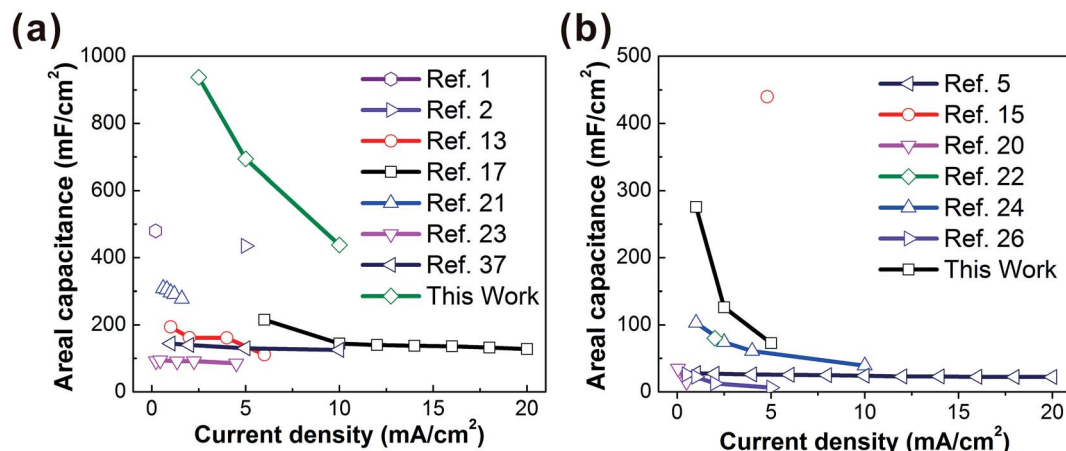 (a)
Areal capacitance (mF/cm²)
1000
800
600
400
200
0
Ref. 1
Ref. 2
Ref. 13
Ref. 17
Ref. 21
Ref. 23
Ref. 37
This Work
0 5 10 15 20
Current density (mA/cm²)
(b)
Areal capacitance (mF/cm²)
500
400
300
200
100
0
Ref. 5
Ref. 15
Ref. 20
Ref. 22
Ref. 24
Ref. 26
This Work
0 5 10 15 20
Current density (mA/cm²)